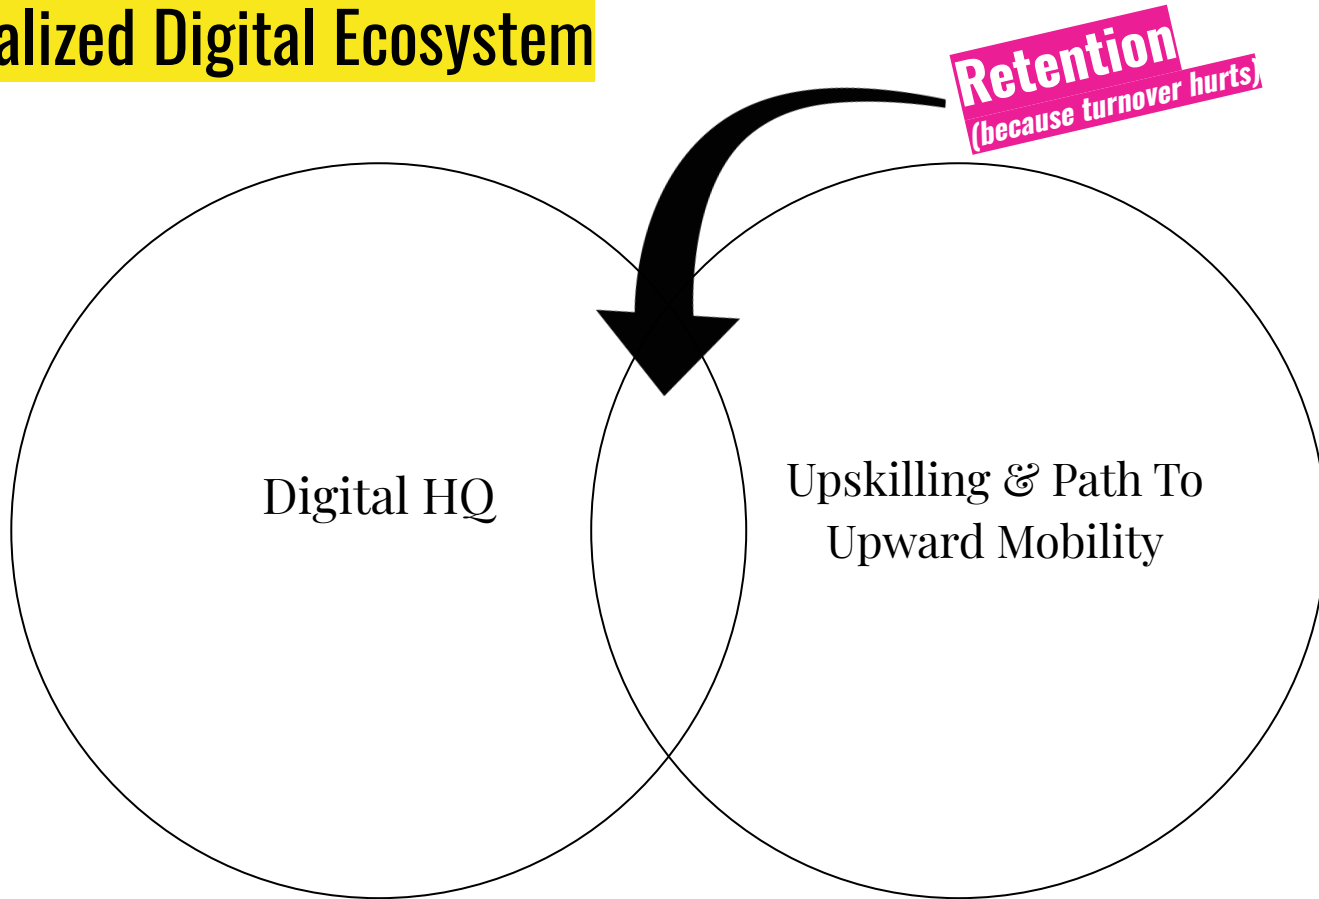 alized Digital Ecosystem
Retention
(because turnover hurts)
Digital HQ
Upskilling & Path To
Upward Mobility